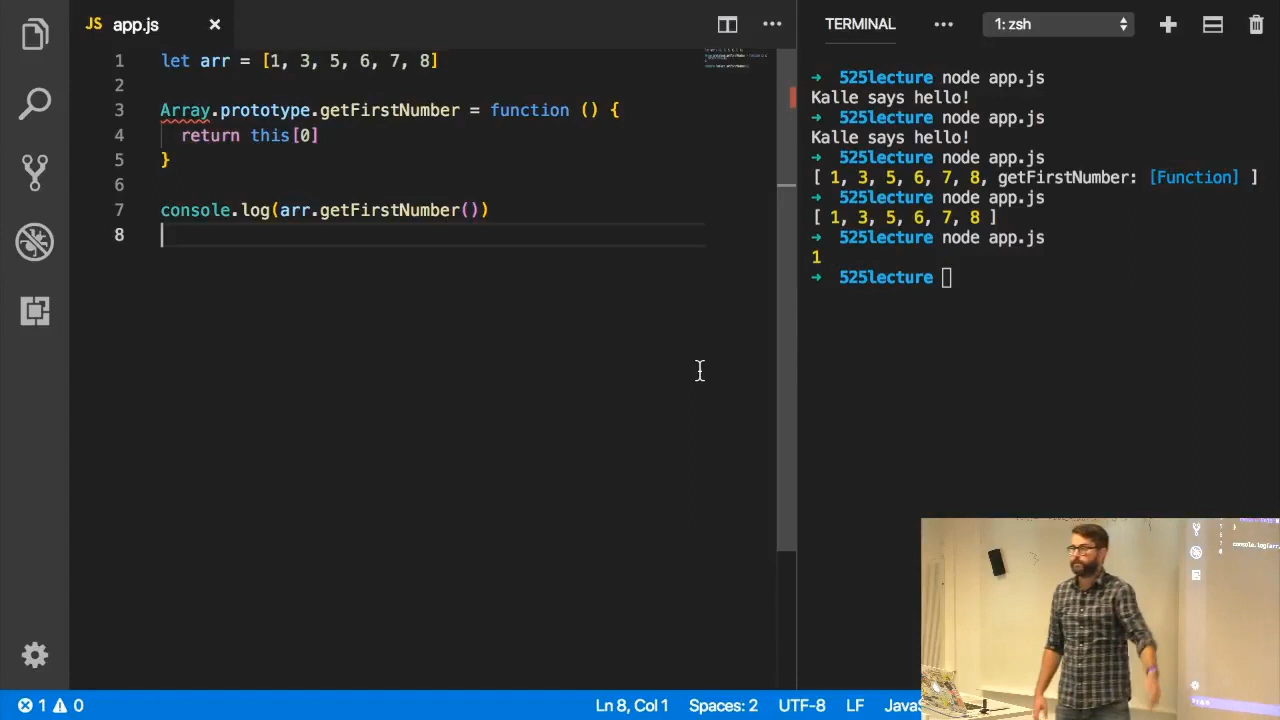 JS app.js
1 let arr = [1, 3, 5, 6, 7, 8]
2
3 Array.prototype.getFirstNumber = function () {
4 return this[0]
5 }
6
7 console.log(arr.getFirstNumber())
8
TERMINAL ··· 1: zsh
→ 525lecture node app.js
Kalle says hello!
→ 525lecture node app.js
Kalle says hello!
→ 525lecture node app.js
[ 1, 3, 5, 6, 7, 8, getFirstNumber: [Function] ]
→ 525lecture node app.js
[ 1, 3, 5, 6, 7, 8 ]
→ 525lecture node app.js
1
→ 525lecture
1 0 Ln 8, Col 1 Spaces: 2 UTF-8 LF